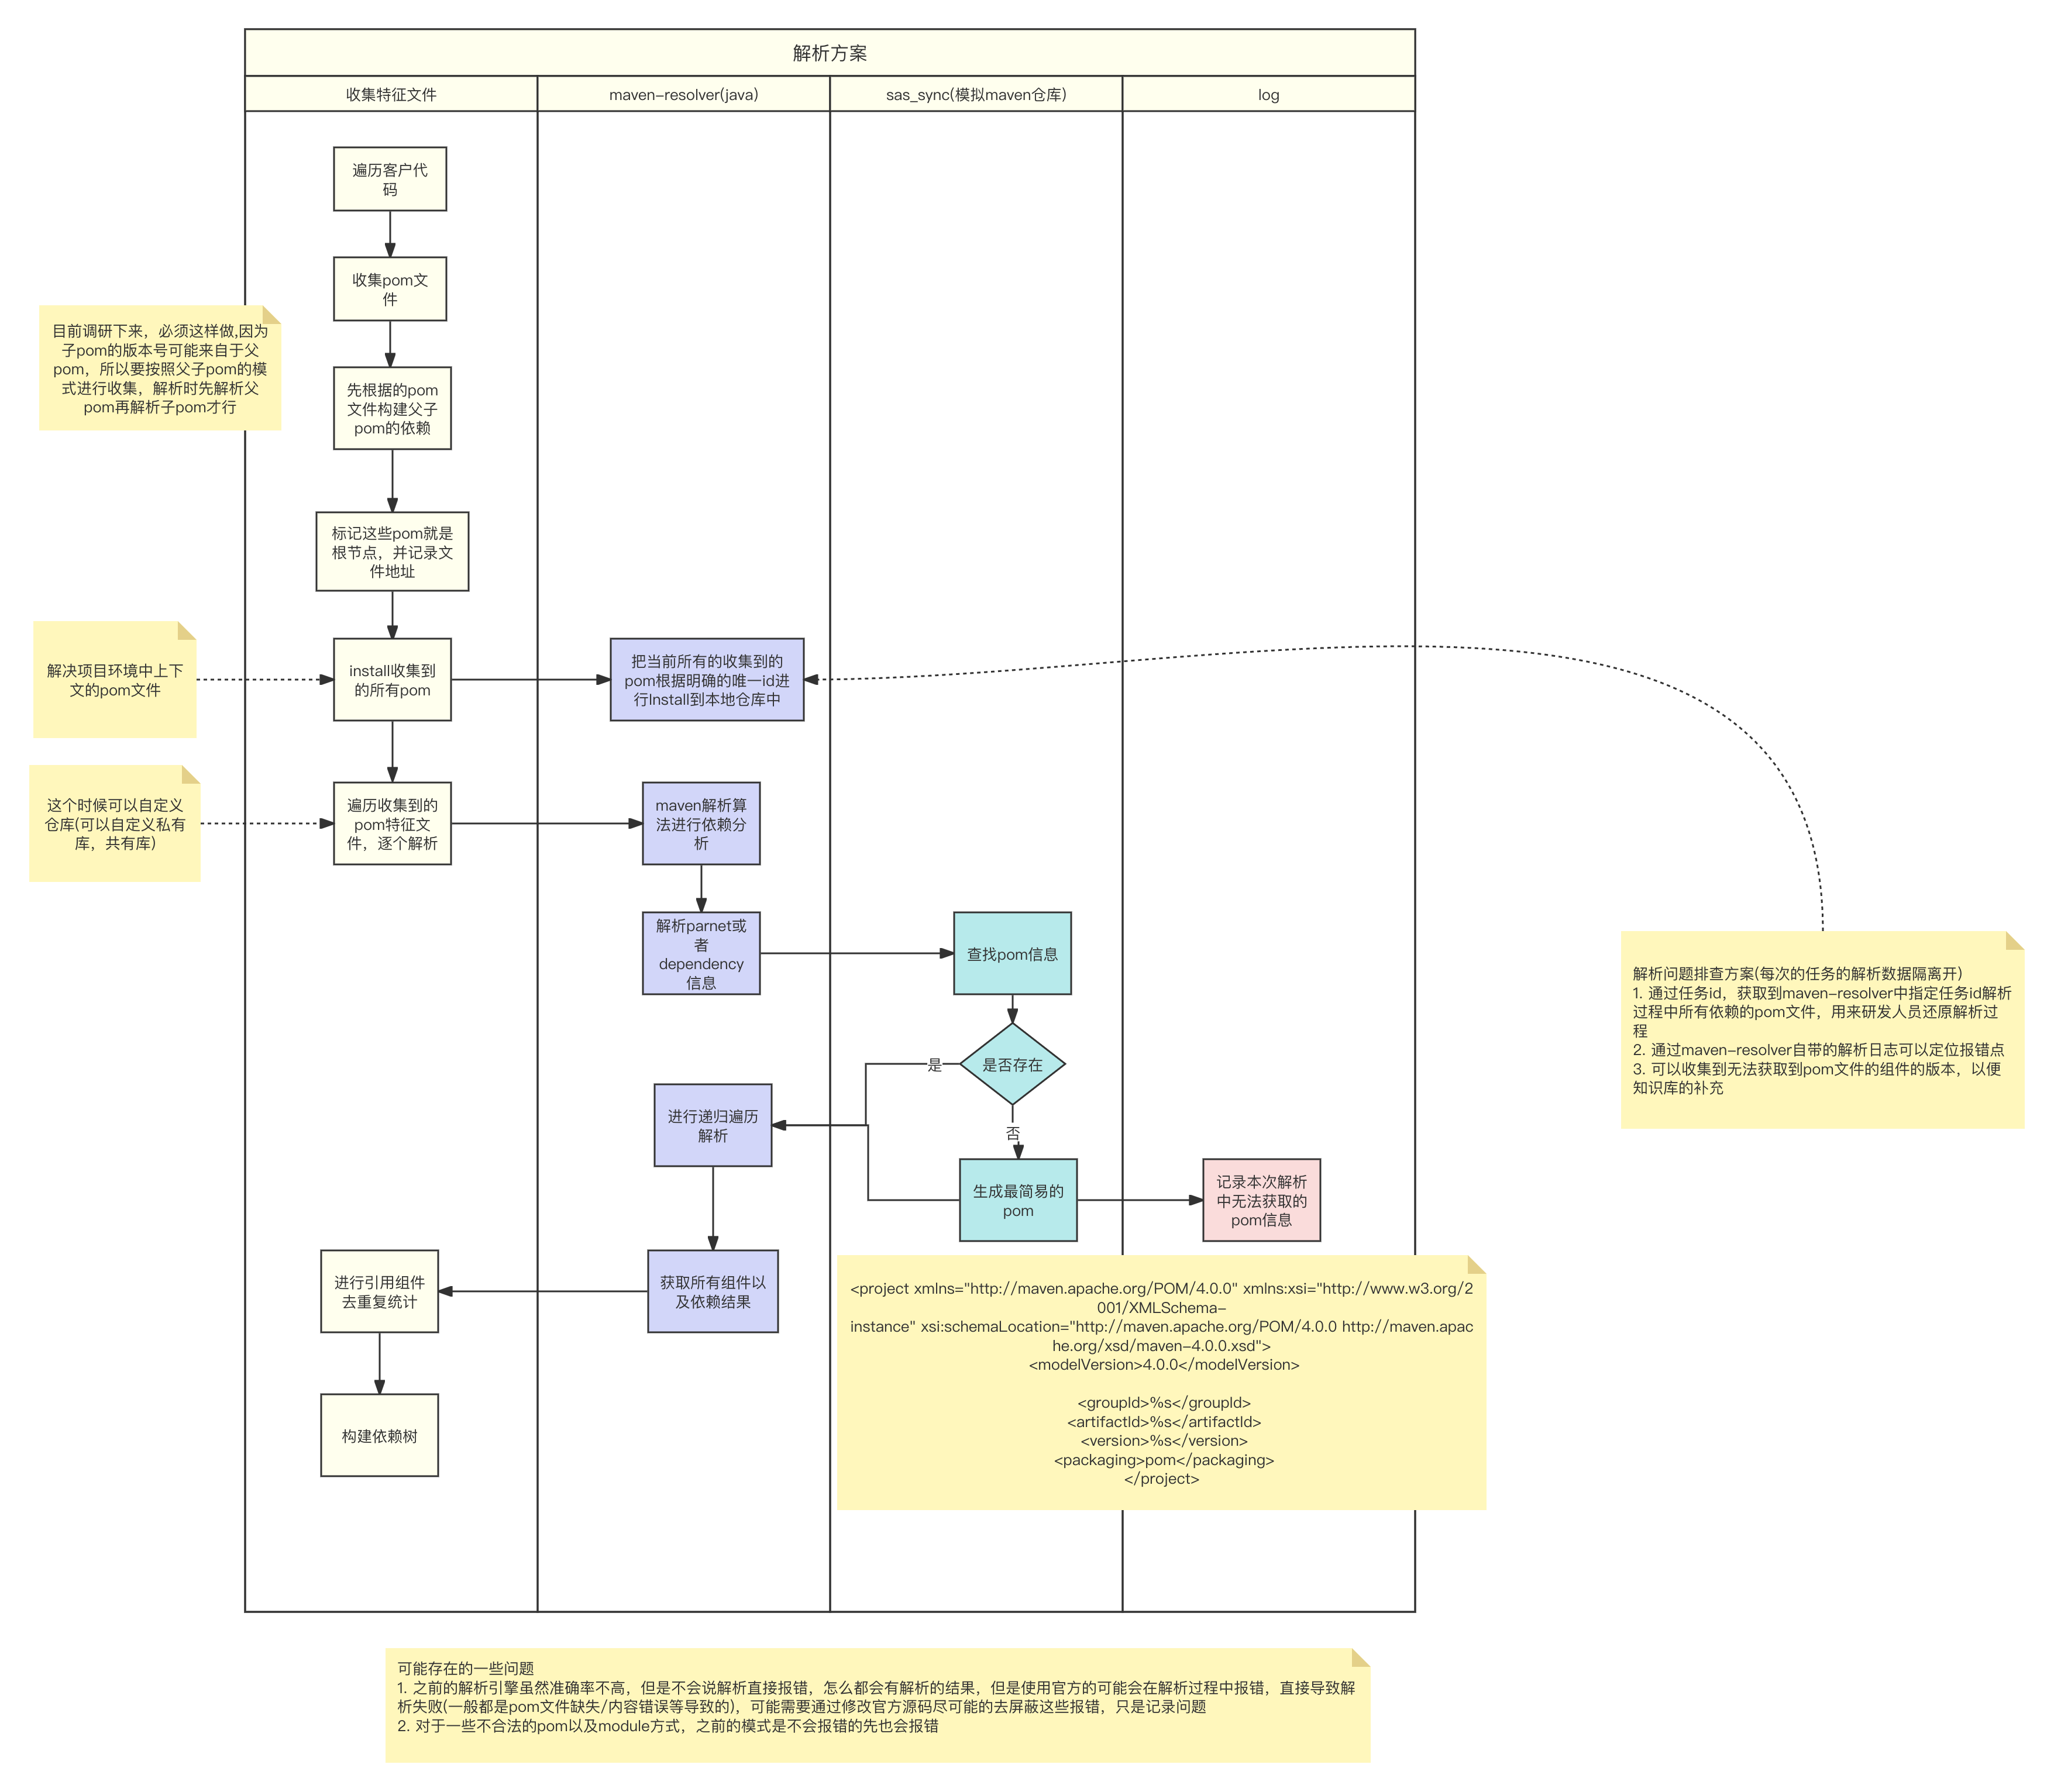 解析方案
收集特征文件
maven-resolver(java)
sas_sync(模拟maven仓库)
log
遍历客户代
码
收集pom文
件
目前调研下来，必须这样做,因为
子pom的版本号可能来自于父
pom，所以要按照父子pom的模
式进行收集，解析时先解析父
pom再解析子pom才行
先根据的pom
文件构建父子
pom的依赖
标记这些pom就是
根节点，并记录文
件地址
解决项目环境中上下
文的pom文件
install收集到
的所有pom
把当前所有的收集到的
pom根据明确的唯一id进
行Install到本地仓库中
这个时候可以自定义
仓库(可以自定义私有
库，共有库)
遍历收集到的
pom特征文
件，逐个解析
maven解析算
法进行依赖分
析
解析parnet或
者
dependency
信息
查找pom信息
解析问题排查方案(每次的任务的解析数据隔离开)
1. 通过任务id，获取到maven-resolver中指定任务id解析
过程中所有依赖的pom文件，用来研发人员还原解析过
程
2. 通过maven-resolver自带的解析日志可以定位报错点
3. 可以收集到无法获取到pom文件的组件的版本，以便
知识库的补充
是否存在
是
否
进行递归遍历
解析
生成最简易的
pom
记录本次解析
中无法获取的
pom信息
获取所有组件以
及依赖结果
进行引用组件
去重复统计
构建依赖树
<project xmlns="http://maven.apache.org/POM/4.0.0" xmlns:xsi="http://www.w3.org/2
001/XMLSchema-
instance" xsi:schemaLocation="http://maven.apache.org/POM/4.0.0 http://maven.apac
he.org/xsd/maven-4.0.0.xsd">
<modelVersion>4.0.0</modelVersion>
<groupId>%s</groupId>
<artifactId>%s</artifactId>
<version>%s</version>
<packaging>pom</packaging>
</project>
可能存在的一些问题
1. 之前的解析引擎虽然准确率不高，但是不会说解析直接报错，怎么都会有解析的结果，但是使用官方的可能会在解析过程中报错，直接导致解
析失败(一般都是pom文件缺失/内容错误等导致的)，可能需要通过修改官方源码尽可能的去屏蔽这些报错，只是记录问题
2. 对于一些不合法的pom以及module方式，之前的模式是不会报错的先也会报错